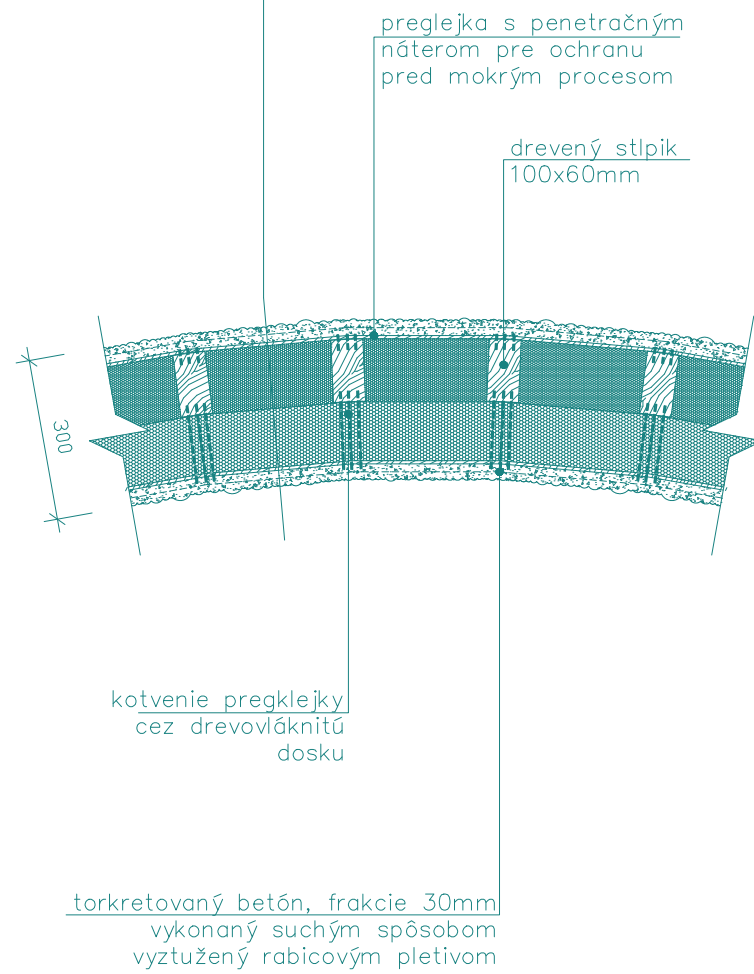 preglejka s penetračným
náterom pre ochranu
pred mokrým procesom
drevený stlpik
100x60mm
300
kotvenie pregklejky
cez drevovláknitú
dosku
torkretovaný betón, frakcie 30mm
vykonaný suchým spôsobom
vyztužený rabicovým pletivom